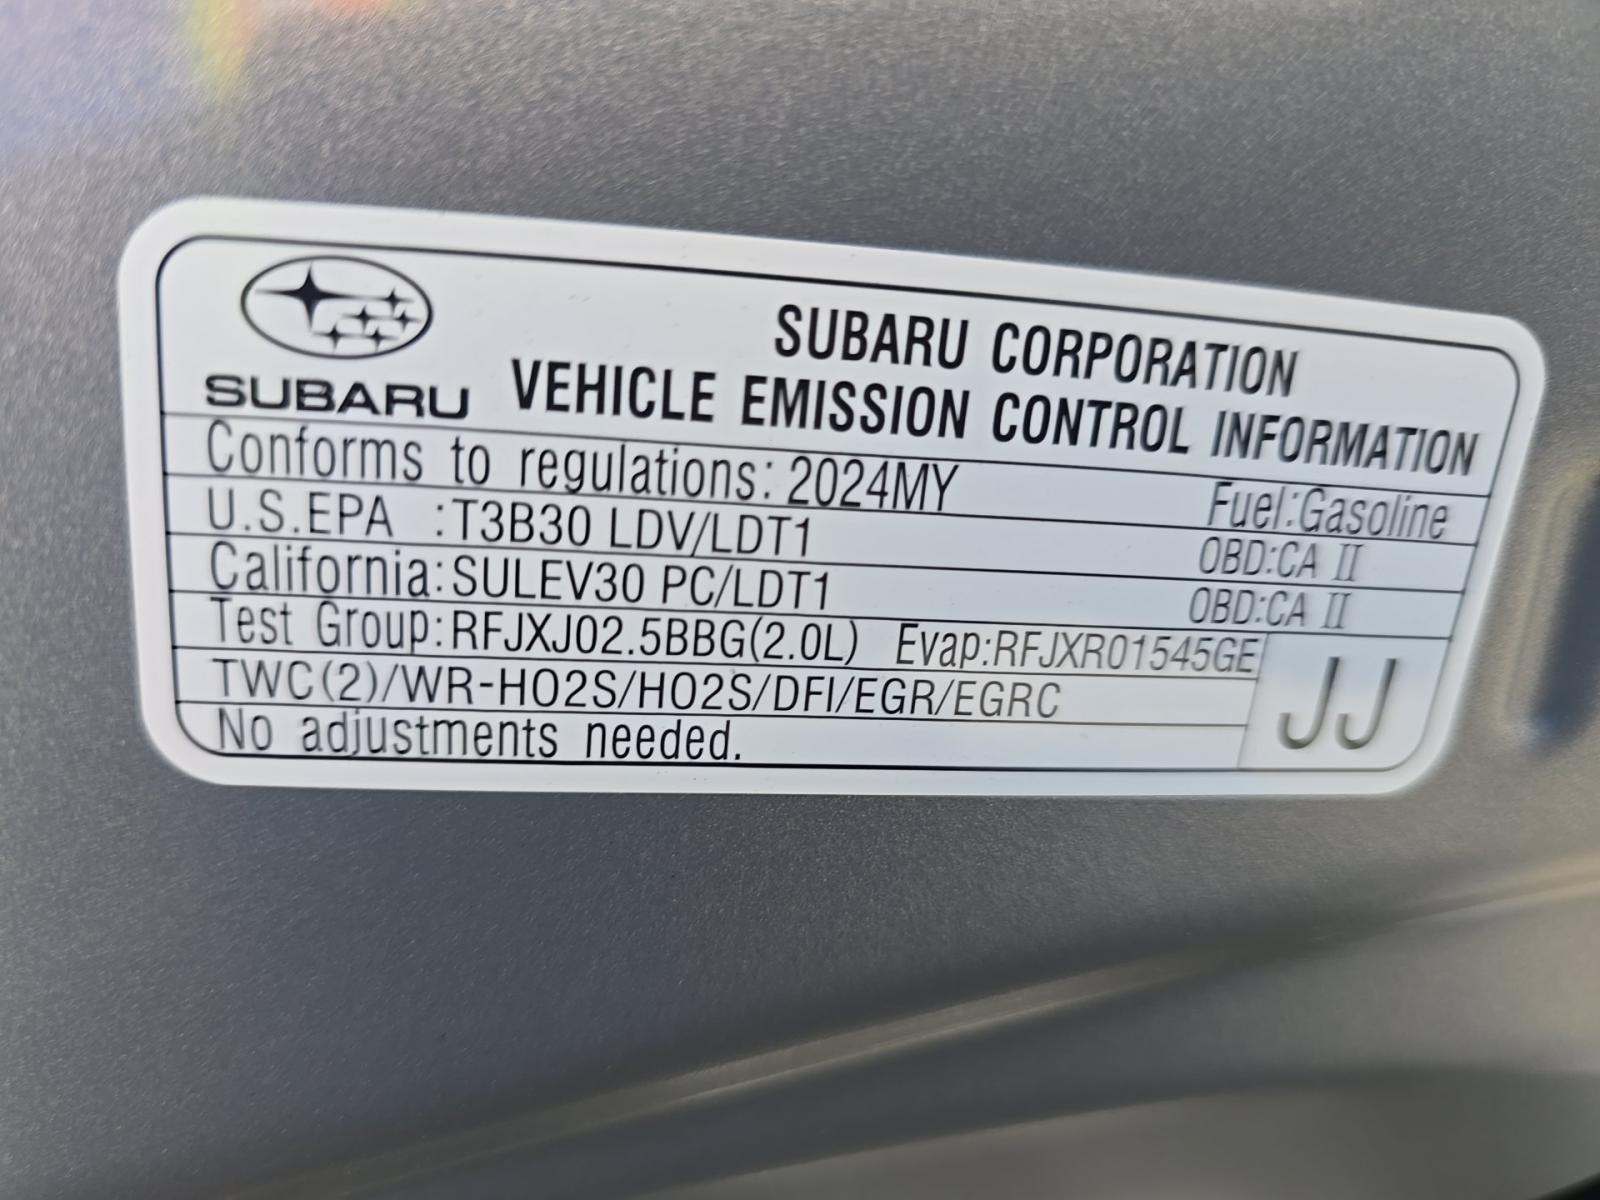 SUBARU
SUBARU CORPORATION
VEHICLE EMISSION CONTROL INFORMATION
Conforms to regulations: 2024MY Fuel:Gasoline
U.S.EPA :T3B30 LDV/LDT1 OBD:CA II
California:SULEV30 PC/LDT1 OBD:CA II
Test Group:RFJXJ02.5BBG(2.0L) Evap:RFJXR01545GE
TWC(2)/WR-HO2S/HO2S/DFI/EGR/EGRC
No adjustments needed.
JJ